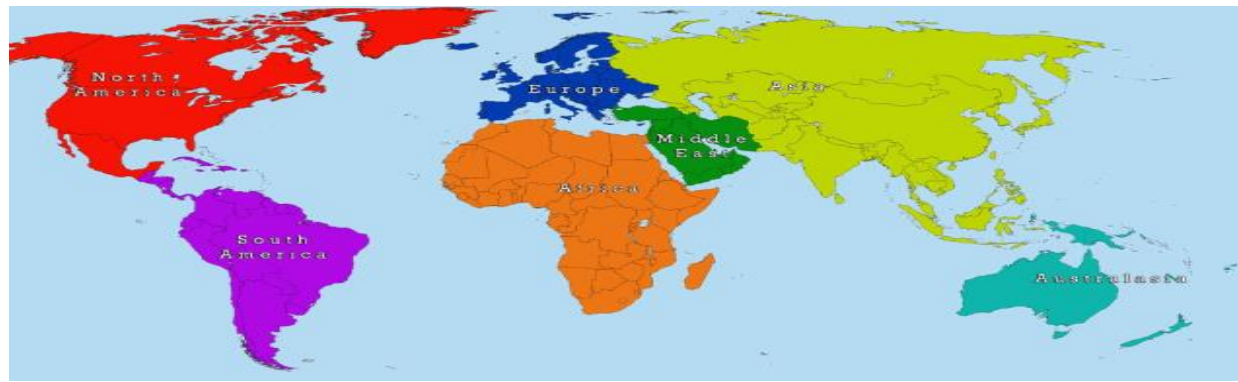 North
America
Europe
Asia
Middle
East
Africa
South
America
Australasia